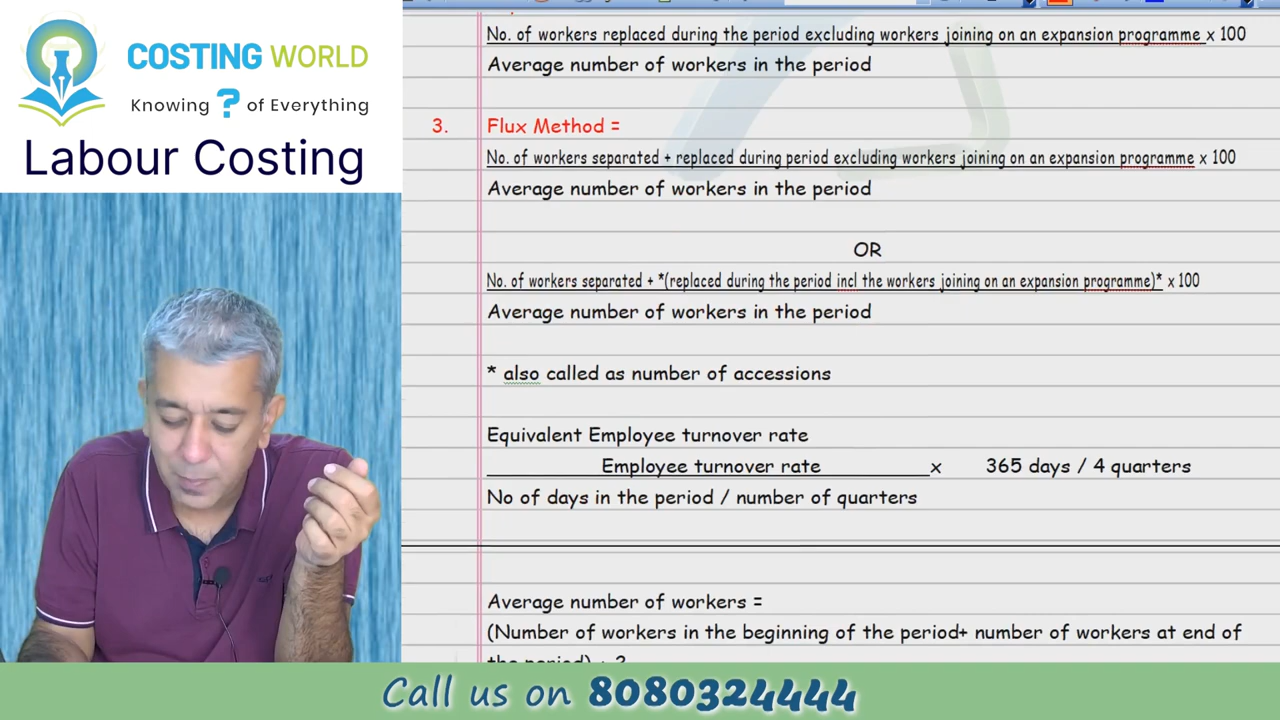 COSTING WORLD
Knowing ? of Everything
Labour Costing
No. of workers replaced during the period excluding workers joining on an expansion programme x 100
Average number of workers in the period
3. Flux Method =
No. of workers separated + replaced during period excluding workers joining on an expansion programme x 100
Average number of workers in the period
OR
No. of workers separated + *(replaced during the period incl the workers joining on an expansion programme)* x 100
Average number of workers in the period
* also called as number of accessions
Equivalent Employee turnover rate
Employee turnover rate x 365 days / 4 quarters
No of days in the period / number of quarters
Average number of workers =
(Number of workers in the beginning of the period+ number of workers at end of
the period)
Call us on 8080324444